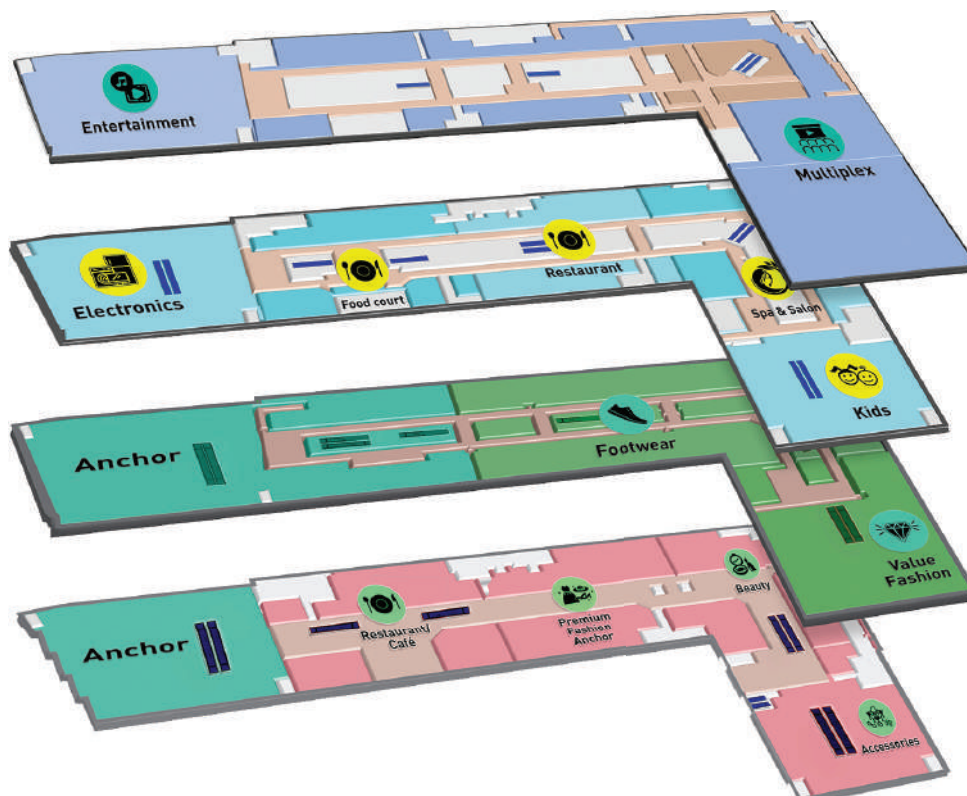 Entertainment
Multiplex
Electronics
Food court
Restaurant
Spa & Salon
Kids
Anchor
Footwear
Value
Fashion
Anchor
Restaurant/
Café
Premium
Fashion
Anchor
Beauty
Accessories